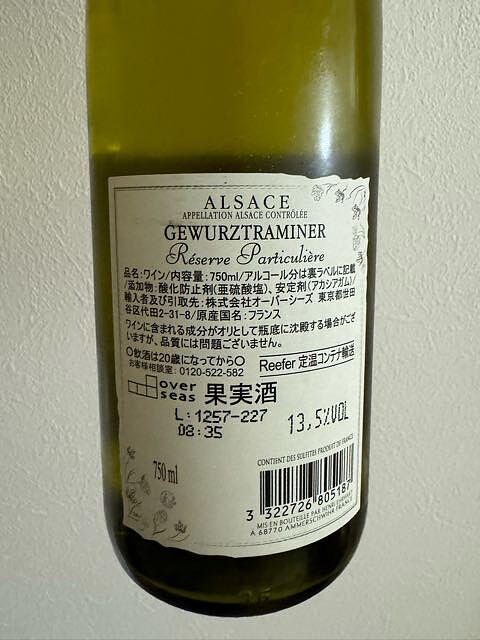 ALSACE
APPELLATION ALSACE CONTRÔLÉE
GEWURZTRAMINER
Réserve Particulière
品名:ワイン/内容量:750ml/アルコール分は裏ラベルに記載
/添加物:酸化防止剤(亜硫酸塩)、安定剤(アカシアガム)/
輸入者及び引取先:株式会社オーバーシーズ 東京都世田
谷区代田2-31-8/原産国名:フランス
ワインに含まれる成分がオリとして瓶底に沈殿する場合がござ
いますが、品質には問題ございません。
〇飲酒は20歳になってから〇
お客様相談室:0120-522-582
Reefer 定温コンテナ輸送
over seas 果実酒
L:1257-227
08:35
13,5%VOL
750 ml
CONTIENT DES SULFITES PRODUIT DE FRANCE
3 322726 805187
MIS EN BOUTEILLE PAR HENRI
A 68770 AMMERSCHWIHR FRANCE